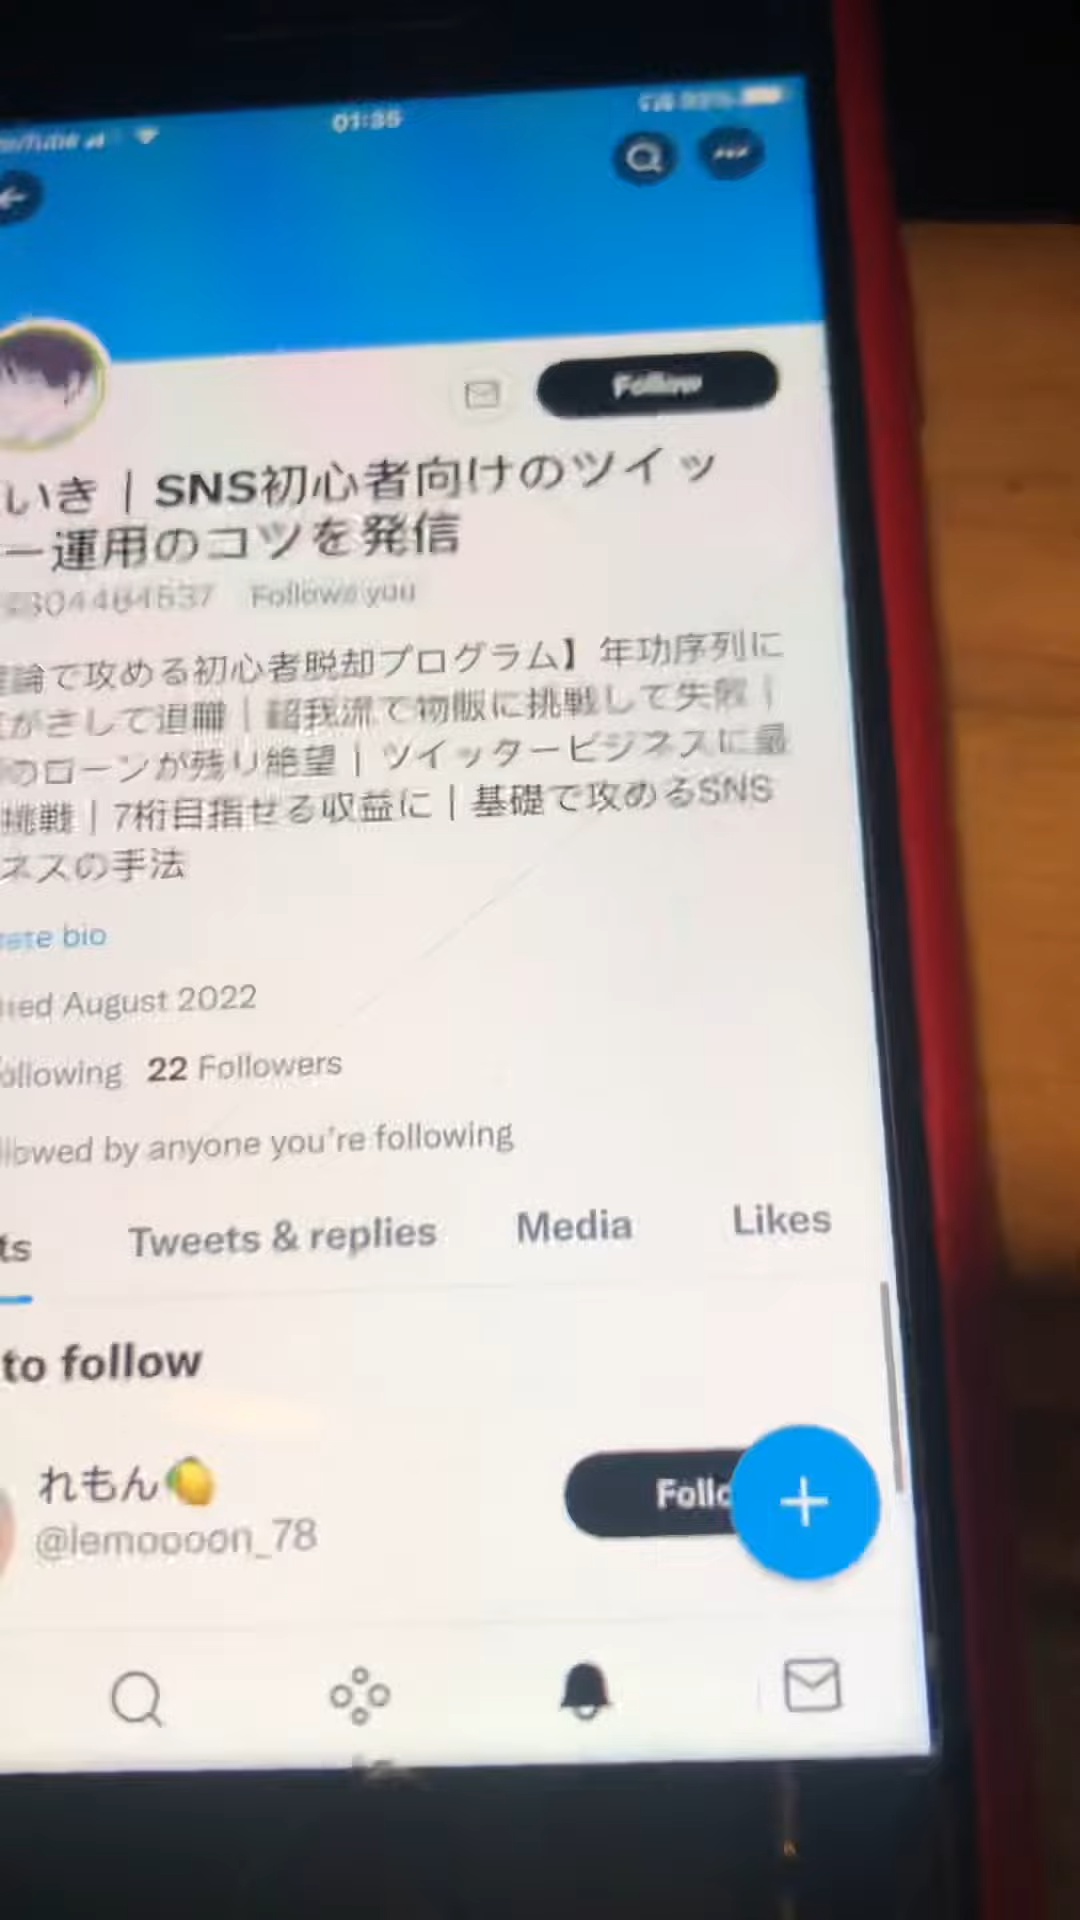 01:35
Follow
いき｜SNS初心者向けのツイッ
ー運用のコツを発信
304464537 Follows you
論で攻める初心者脱却プログラム】年功序列に
がさして退職｜超我流で物販に挑戦して失敗｜
のローンが残り絶望｜ツイッタービジネスに最
挑戦｜7桁目指せる収益に｜基礎で攻めるSNS
ネスの手法
bio
August 2022
ollowing 22 Followers
llowed by anyone you're following
ts Tweets & replies Media Likes
to follow
れもん🍋
Follo
@lemoooon_78